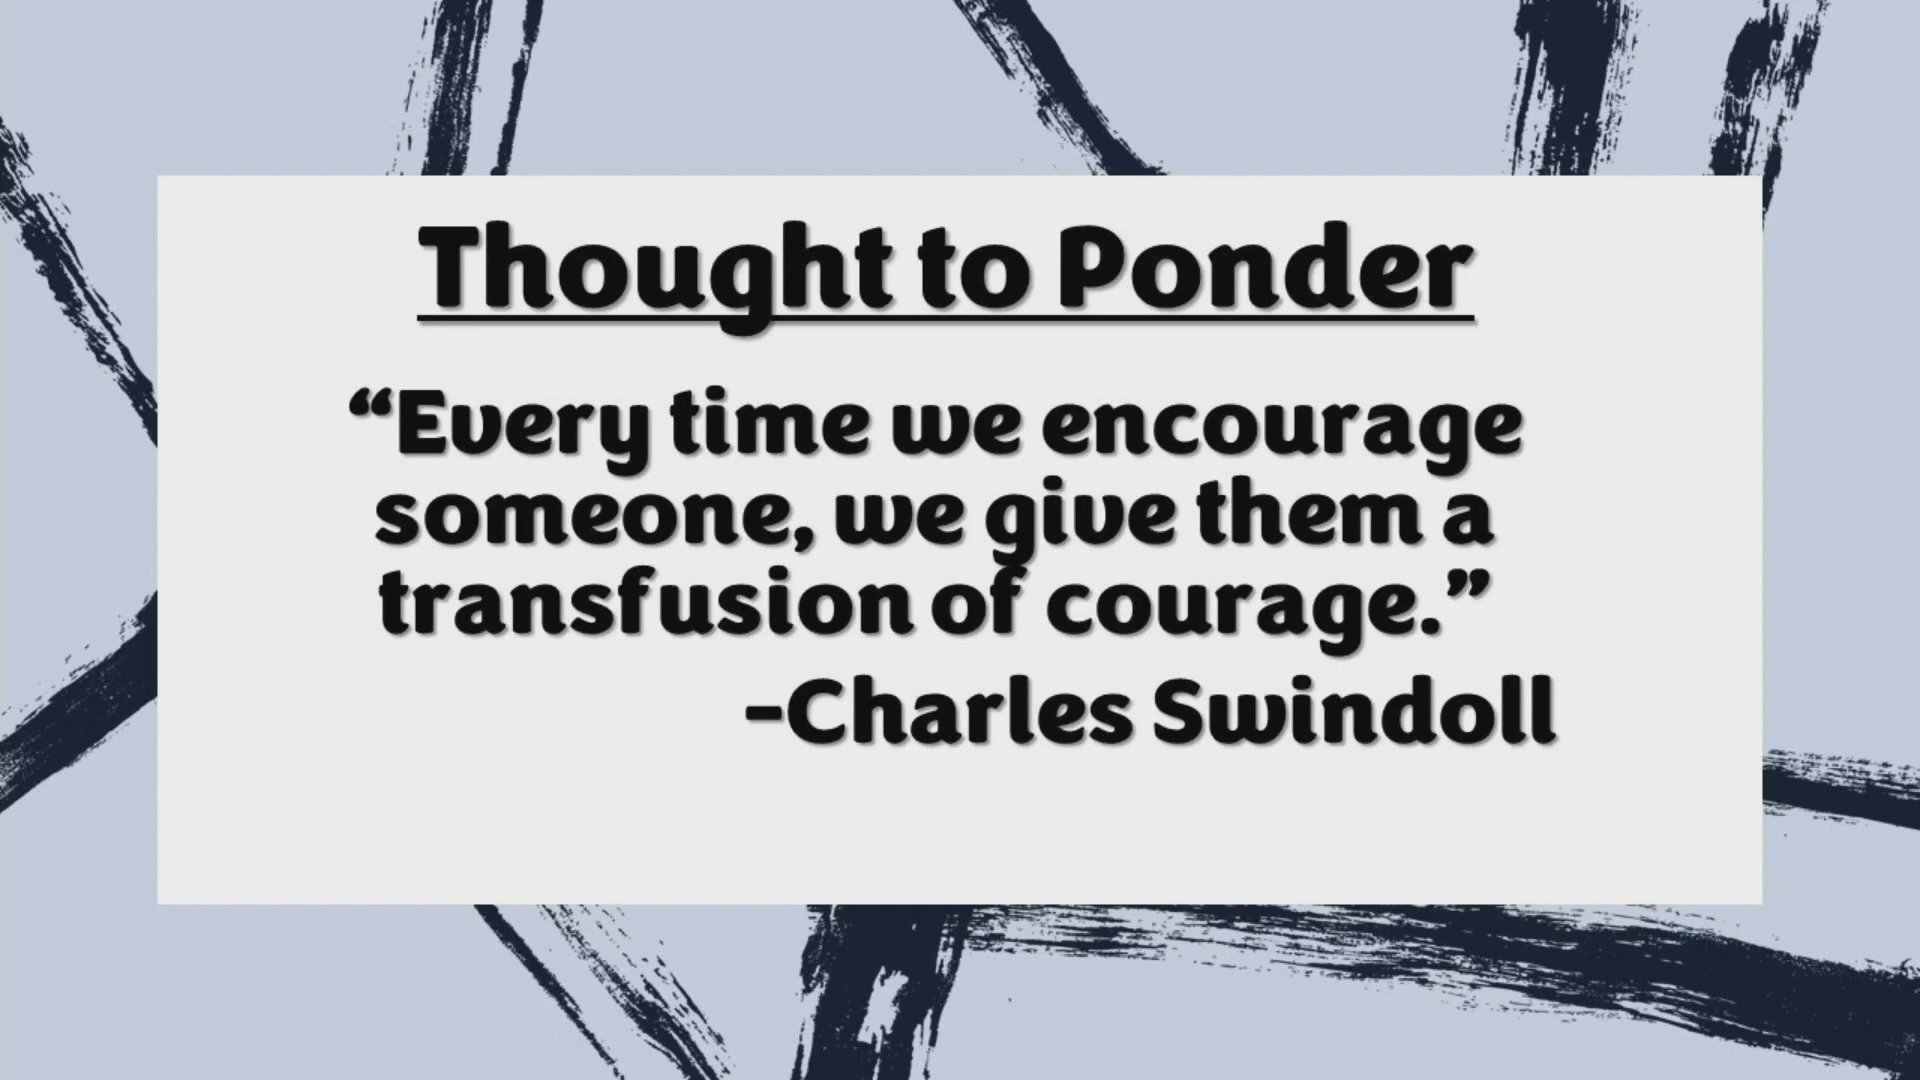 Thought to Ponder
“Every time we encourage
someone, we give them a
transfusion of courage.”
-Charles Swindoll